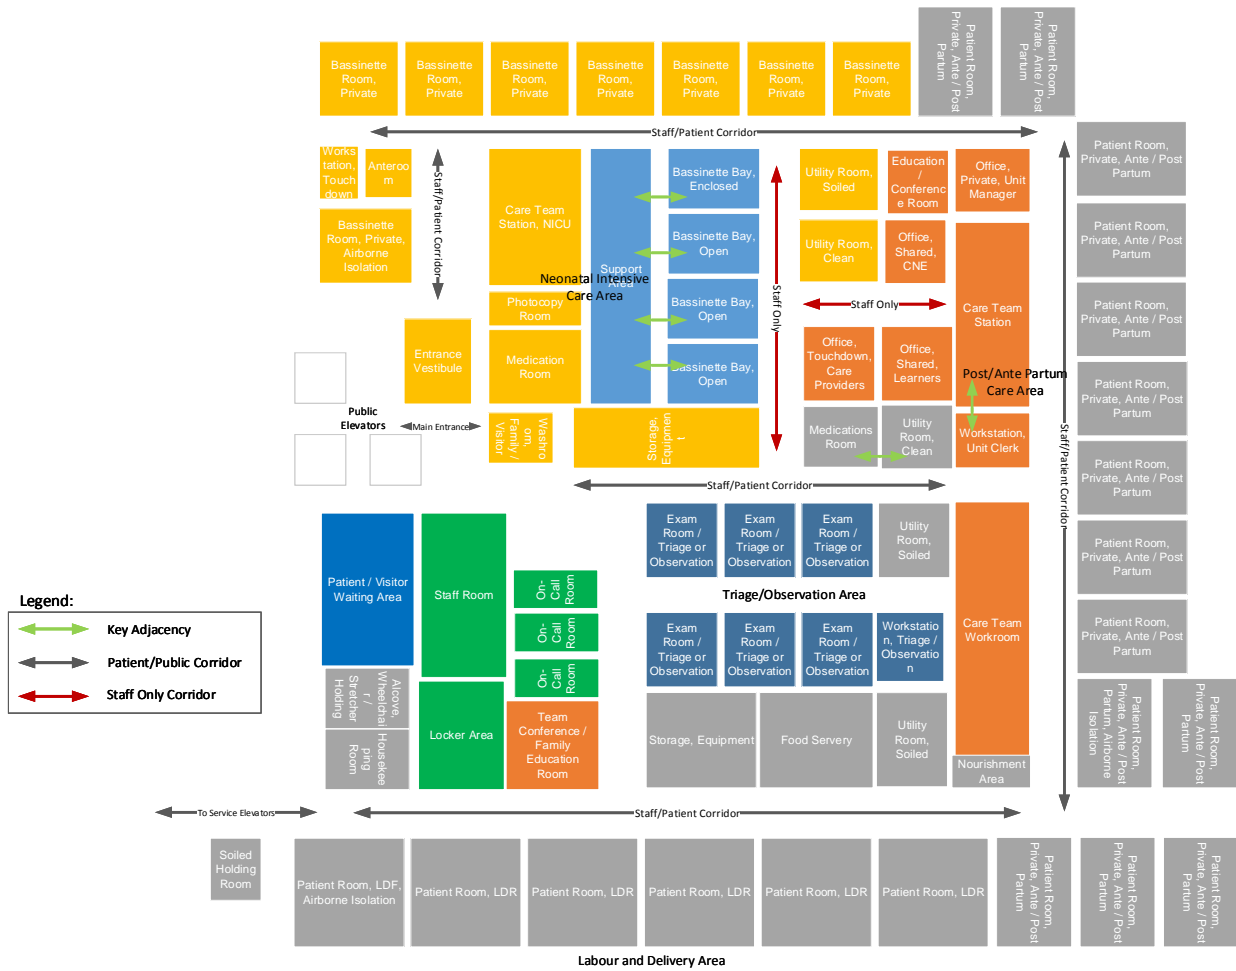 Bassinette
Room,
Private
Bassinette
Room,
Private
Bassinette
Room,
Private
Bassinette
Room,
Private
Bassinette
Room,
Private
Bassinette
Room,
Private
Bassinette
Room,
Private
Patient Room,
Private, Ante / Post
Partum
Patient Room,
Private, Ante / Post
Partum
Staff/Patient Corridor
Works
tation,
Touch
down
Anteroo
m
Staff/Patient Corridor
Bassinette
Room, Private,
Airborne
Isolation
Care Team
Station, NICU
Support
Area
Bassinette Bay,
Enclosed
Bassinette Bay,
Open
Bassinette Bay,
Open
Bassinette Bay,
Open
Neonatal Intensive
Care Area
Photocopy
Room
Medication
Room
Entrance
Vestibule
Staff Only
Utility Room,
Soiled
Education
/
Conferenc
e Room
Office,
Private, Unit
Manager
Utility Room,
Clean
Office,
Shared,
CNE
Care Team
Station
Staff Only
Office,
Touchdown,
Care
Providers
Office,
Shared,
Learners
Post/Ante Partum
Care Area
Public
Elevators
Main Entrance
Washro
om,
Family /
Visitor
Storage,
Equipmen
t
Medications
Room
Utility
Room,
Clean
Workstation,
Unit Clerk
Staff/Patient Corridor
Patient Room,
Private, Ante / Post
Partum
Patient Room,
Private, Ante / Post
Partum
Patient Room,
Private, Ante / Post
Partum
Patient Room,
Private, Ante / Post
Partum
Patient Room,
Private, Ante / Post
Partum
Patient Room,
Private, Ante / Post
Partum
Patient Room,
Private, Ante / Post
Partum
Staff/Patient Corridor
Patient / Visitor
Waiting Area
Staff Room
On-
Call
Room
On-
Call
Room
On-
Call
Room
Exam
Room /
Triage or
Observation
Exam
Room /
Triage or
Observation
Exam
Room /
Triage or
Observation
Utility
Room,
Soiled
Triage/Observation Area
Exam
Room /
Triage or
Observation
Exam
Room /
Triage or
Observation
Exam
Room /
Triage or
Observation
Workstatio
n, Triage /
Observatio
n
Care Team
Workroom
Legend:
Key Adjacency
Patient/Public Corridor
Staff Only Corridor
Alcove,
Wheelchai
r /
Stretcher
Holding
Housekee
ping
Room
Locker Area
Team
Conference /
Family
Education
Room
Storage, Equipment
Food Servery
Utility
Room,
Soiled
Nourishment
Area
Patient Room,
Private, Ante / Post
Partum, Airborne
Isolation
Patient Room,
Private, Ante / Post
Partum
To Service Elevators
Staff/Patient Corridor
Soiled
Holding
Room
Patient Room, LDF,
Airborne Isolation
Patient Room, LDR
Patient Room, LDR
Patient Room, LDR
Patient Room, LDR
Patient Room, LDR
Patient Room,
Private, Ante / Post
Partum
Patient Room,
Private, Ante / Post
Partum
Patient Room,
Private, Ante / Post
Partum
Labour and Delivery Area